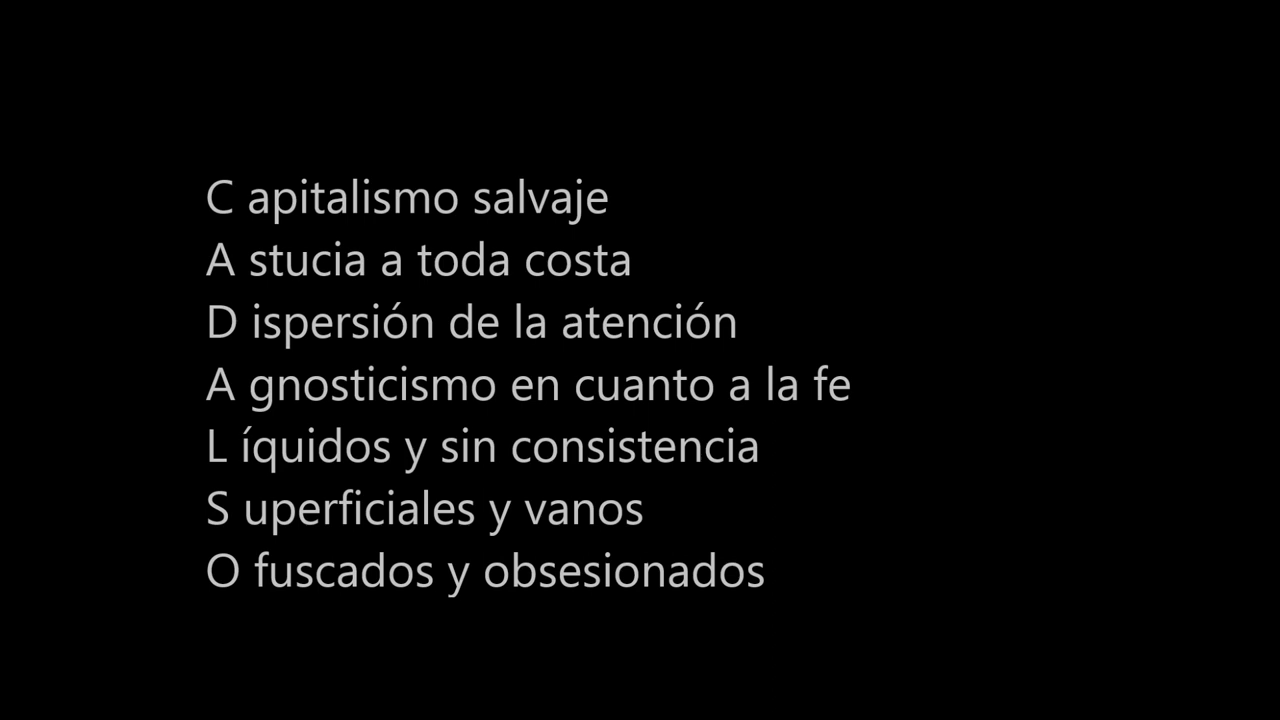 C apitalismo salvaje
A stucia a toda costa
D ispersión de la atención
A gnosticismo en cuanto a la fe
L íquidos y sin consistencia
S uperficiales y vanos
O fuscados y obsesionados